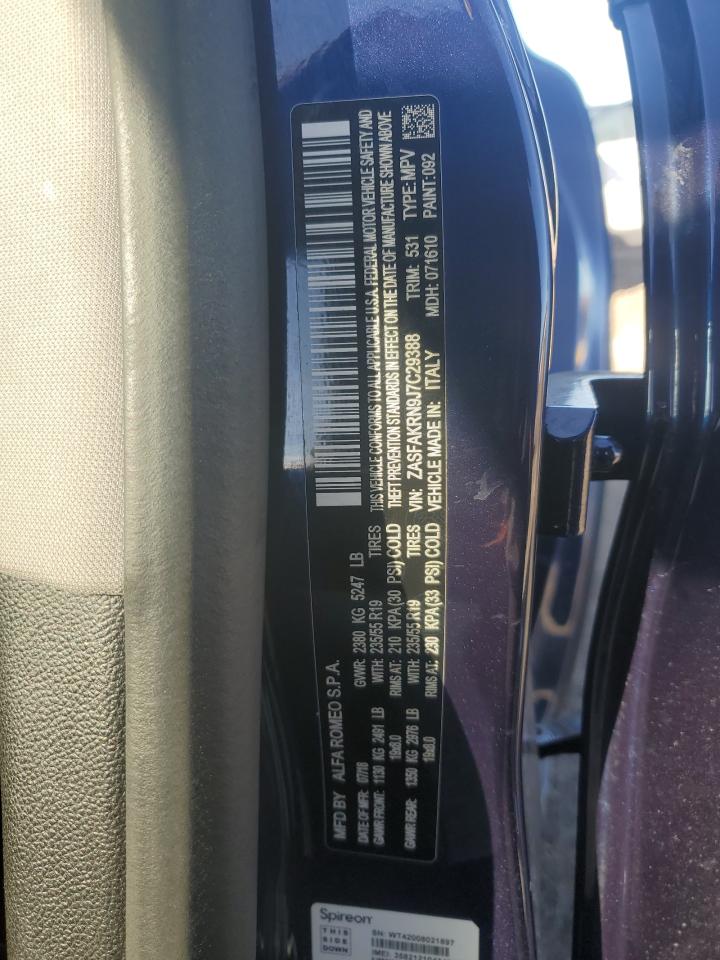 MFD BY ALFA ROMEO S.P.A.
DATE OF MFR: 07/18 GVWR: 2380 KG 5247 LB
GAWR FRONT: 1130 KG 2491 LB WITH: 235/55 R19 TIRES
19x8.0 RIMS AT: 210 KPA(30 PSI) COLD
GAWR REAR: 1350 KG 2976 LB WITH: 235/55 R19 TIRES
19x8.0 RIMS AT: 230 KPA(33 PSI) COLD
THIS VEHICLE CONFORMS TO ALL APPLICABLE U.S.A. FEDERAL MOTOR VEHICLE SAFETY AND
THEFT PREVENTION STANDARDS IN EFFECT ON THE DATE OF MANUFACTURE SHOWN ABOVE
VIN: ZASFAKRN9J7C29388 TRIM: 531 TYPE: MPV
VEHICLE MADE IN: ITALY MDH: 071610 PAINT:092
Spireon
THIS
SIDE
DOWN
SN: WT42008021897